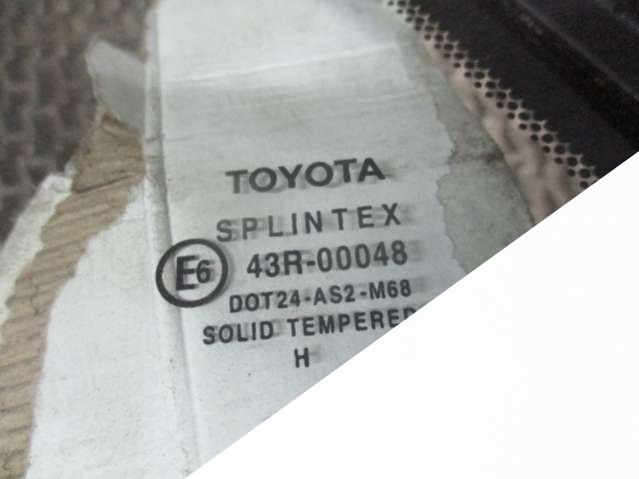 TOYOTA
SPLINTEX
E6 43R-00048
DOT24-AS2-M68
SOLID TEMPERED
H